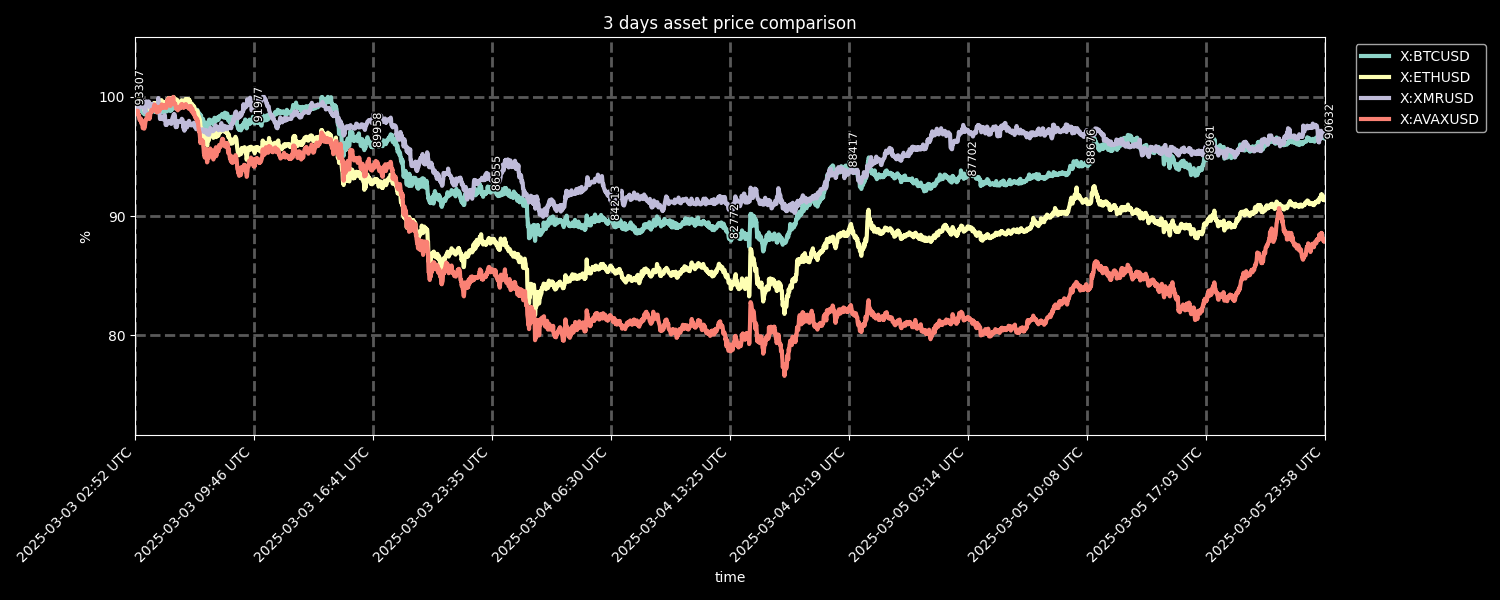 3 days asset price comparison
X:BTCUSD
X:ETHUSD
X:XMRUSD
X:AVAXUSD
100
90
80
%
93307
91977
89958
86555
84213
82772
88417
87702
88676
88961
90632
2025-03-03 02:52 UTC
2025-03-03 09:46 UTC
2025-03-03 16:41 UTC
2025-03-03 23:35 UTC
2025-03-04 06:30 UTC
2025-03-04 13:25 UTC
2025-03-04 20:19 UTC
2025-03-05 03:14 UTC
2025-03-05 10:08 UTC
2025-03-05 17:03 UTC
2025-03-05 23:58 UTC
time